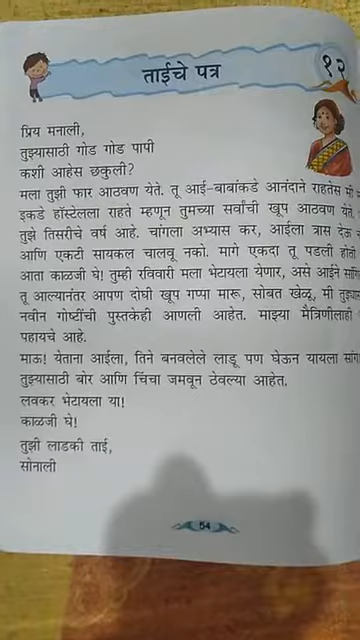 ताईचे पत्र
१२
प्रिय मनाली,
तुझ्यासाठी गोड गोड पापी
कशी आहेस छकुली?
मला तुझी फार आठवण येते. तू आई-बाबांकडे आनंदाने राहतेस मी
इकडे हॉस्टेलला राहते म्हणून तुमच्या सर्वांची खूप आठवण येते.
तुझे तिसरीचे वर्ष आहे. चांगला अभ्यास कर, आईला त्रास देऊ
आणि एकटी सायकल चालवू नको. मागे एकदा तू पडली होती
आता काळजी घे! तुम्ही रविवारी मला भेटायला येणार, असे आईने
तू आल्यानंतर आपण दोघी खूप गप्पा मारू, सोबत खेळू, मी
नवीन गोष्टींची पुस्तकेही आणली आहेत. माझ्या मैत्रिणीलाही
पहायचे आहे.
माऊ! येताना आईला, तिने बनवलेले लाडू पण घेऊन यायला
तुझ्यासाठी बोर आणि चिंचा जमवून ठेवल्या आहेत.
लवकर भेटायला या!
काळजी घे!
तुझी लाडकी ताई,
सोनाली
54